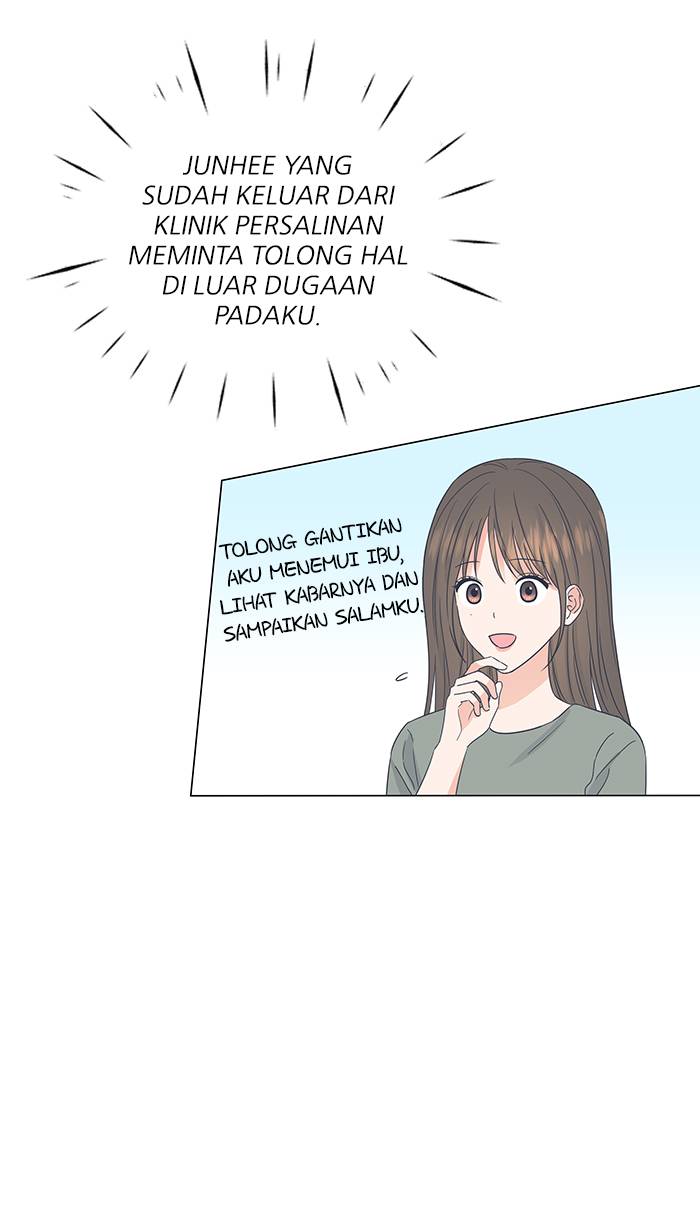 JUNHEE YANG
SUDAH KELUAR DARI
KLINIK PERSALINAN
MEMINTA TOLONG HAL
DI LUAR DUGAAN
PADAKU.
TOLONG GANTIKAN
AKU MENEMUI IBU,
LIHAT KABARNYA DAN
SAMPAIKAN SALAMKU.